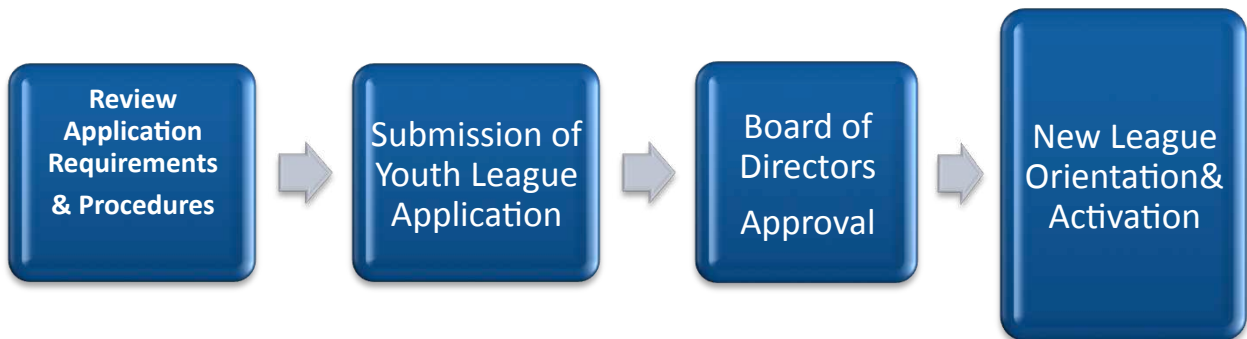 Review
Application
Requirements
& Procedures
Submission of
Youth League
Application
Board of
Directors
Approval
New League
Orientation&
Activation